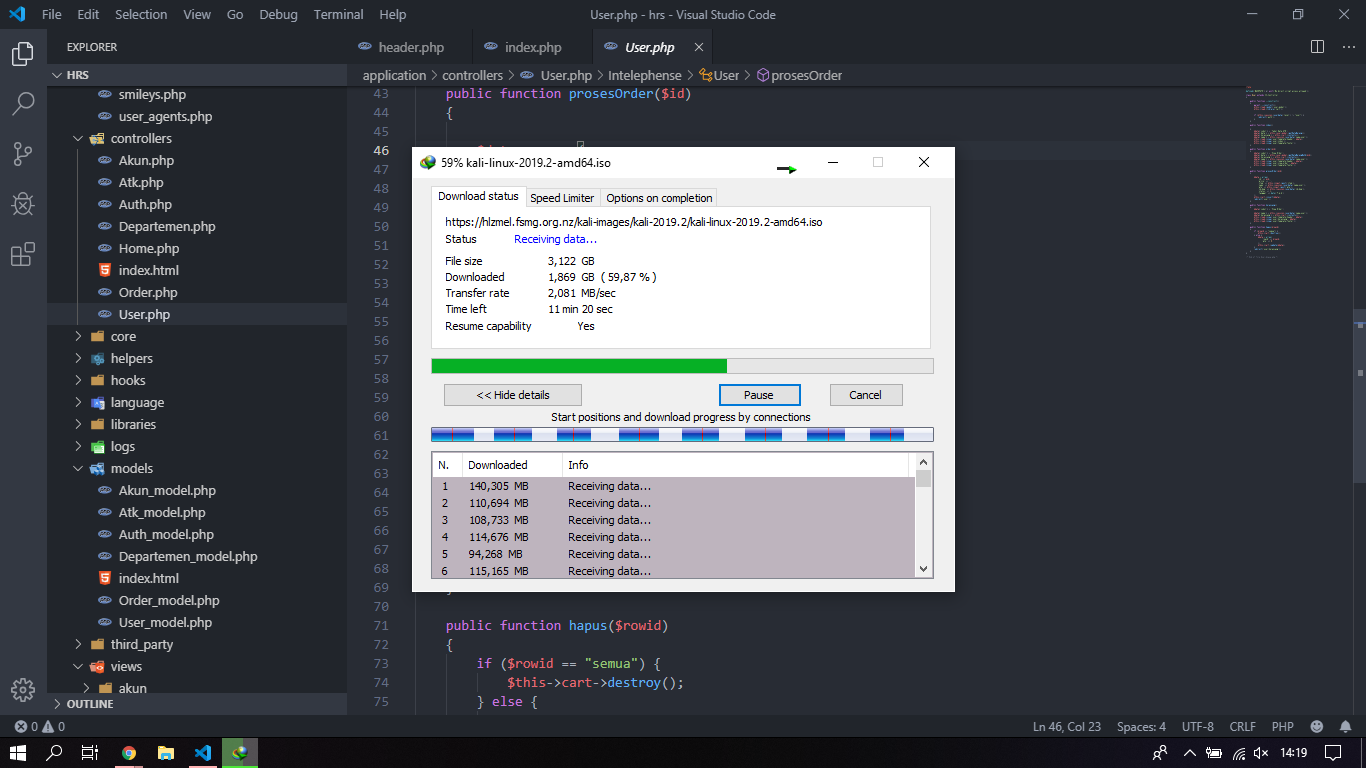 File Edit Selection View Go Debug Terminal Help User.php - hrs - Visual Studio Code
EXPLORER
header.php index.php User.php
HRS
application > controllers > User.php > Intelephense > User > prosesOrder
smileys.php
user_agents.php
controllers
Akun.php
Atk.php
Auth.php
Departemen.php
Home.php
index.html
Order.php
User.php
core
helpers
hooks
language
libraries
logs
models
Akun_model.php
Atk_model.php
Auth_model.php
Departemen_model.php
index.html
Order_model.php
User_model.php
third_party
views
akun
OUTLINE
43 public function prosesOrder($id)
44 {
45
46
47
48
49
50
51
52
53
54
55
56
57
58
59
60
61
62
63
64
65
66
67
68
69
70
71 public function hapus($rowid)
72 {
73 if ($rowid == "semua") {
74 $this->cart->destroy();
75 } else {
59% kali-linux-2019.2-amd64.iso
Download status Speed Limiter Options on completion
https://hlzmel.fsmg.org.nz/kali-images/kali-2019.2/kali-linux-2019.2-amd64.iso
Status Receiving data...
File size 3,122 GB
Downloaded 1,869 GB ( 59,87 % )
Transfer rate 2,081 MB/sec
Time left 11 min 20 sec
Resume capability Yes
<< Hide details Pause Cancel
Start positions and download progress by connections
N. Downloaded Info
1 140,305 MB Receiving data...
2 110,694 MB Receiving data...
3 108,733 MB Receiving data...
4 114,676 MB Receiving data...
5 94,268 MB Receiving data...
6 115,165 MB Receiving data...
0 0 Ln 46, Col 23 Spaces: 4 UTF-8 CRLF PHP
14:19